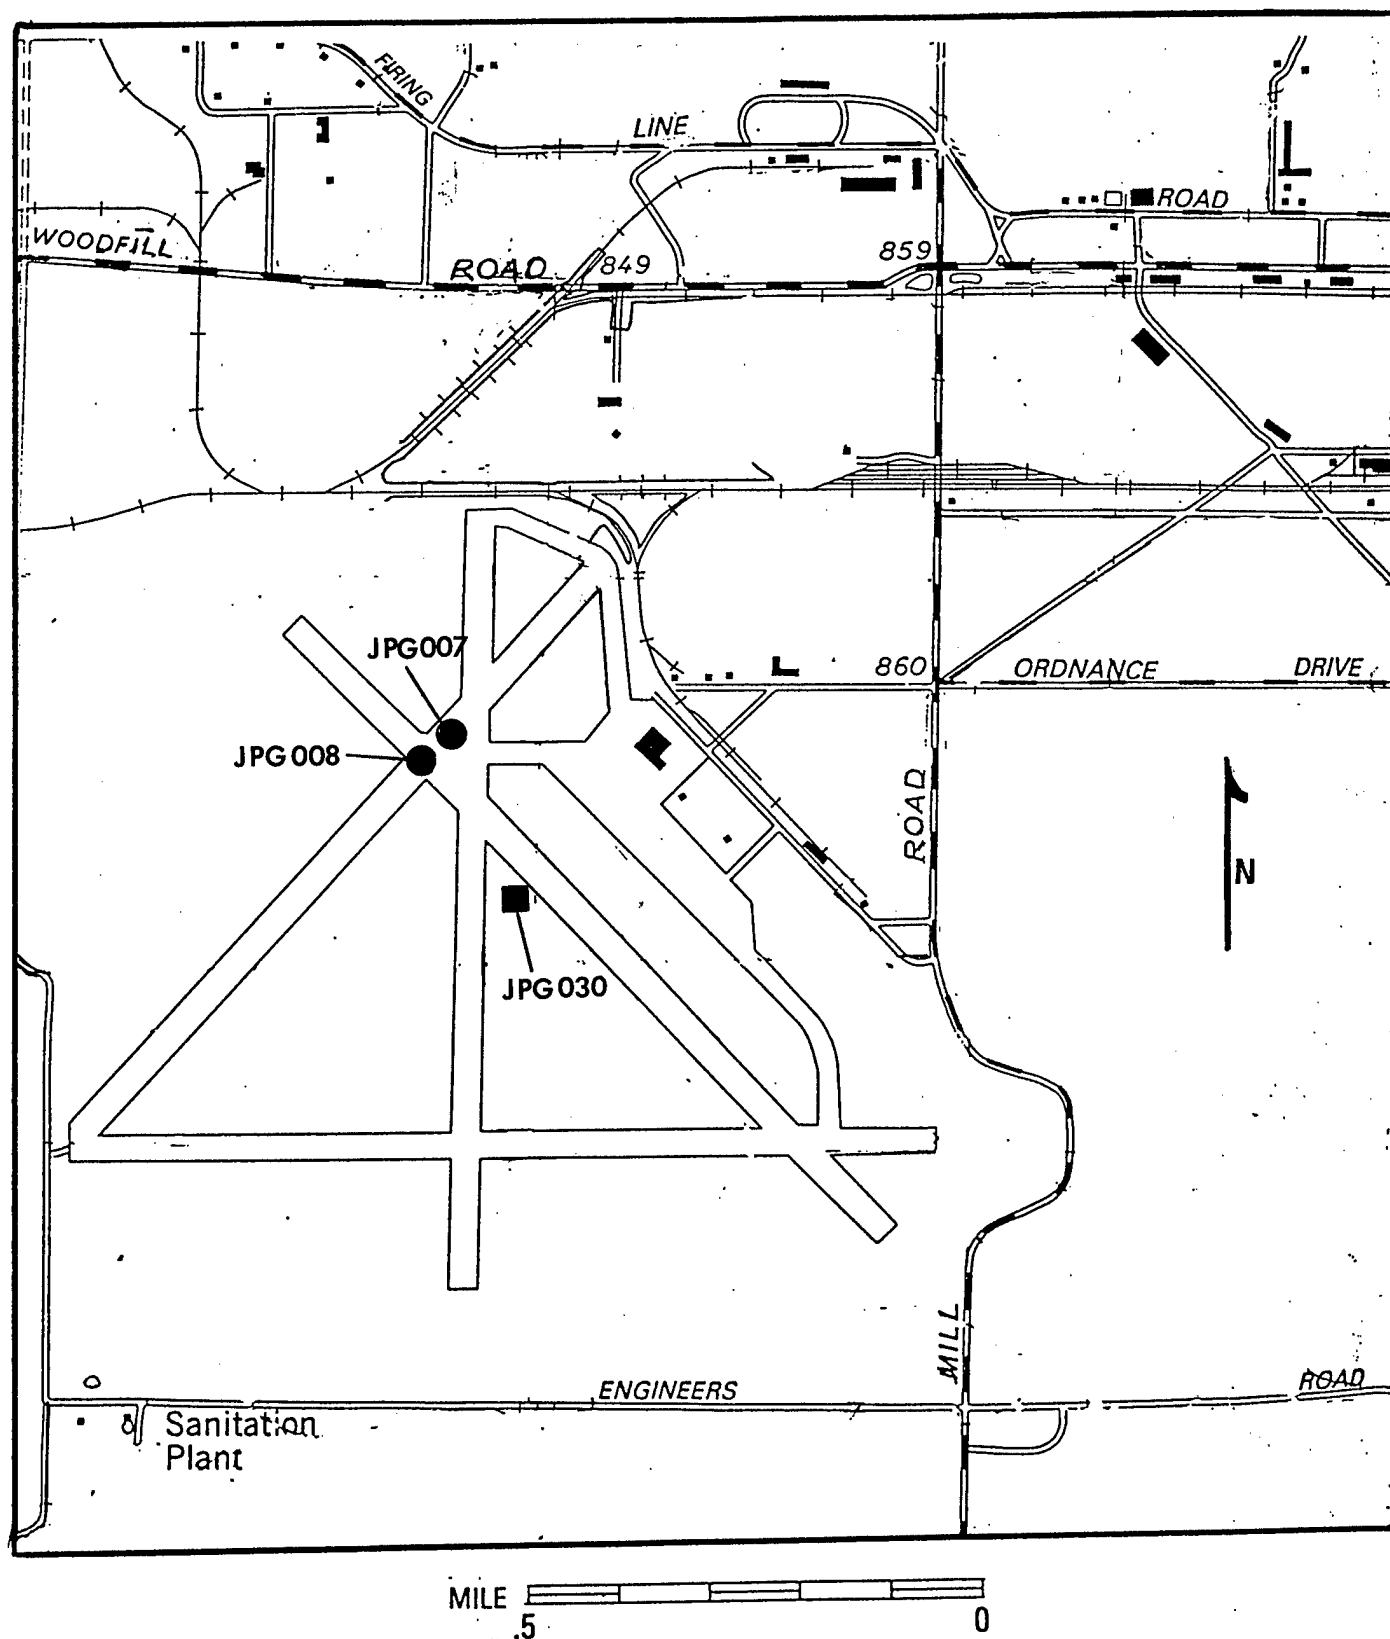 FIRING
LINE
ROAD
WOODFILL
ROAD
849
859
JPG007
860
ORDNANCE DRIVE
JPG008
ROAD
N
JPG030
MILL
ENGINEERS
ROAD
Sanitation
Plant
MILE
.5 0